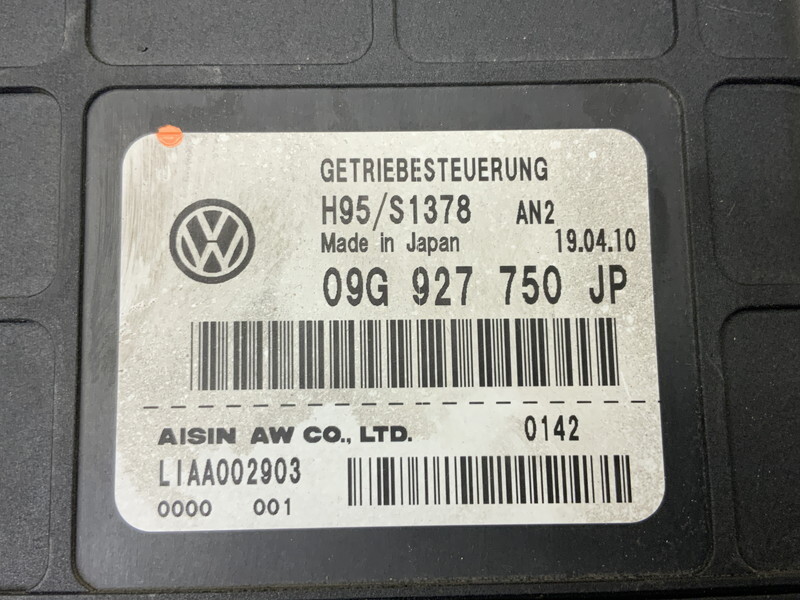 GETRIEBESTEUERUNG
H95/S1378 AN2
Made in Japan 19.04.10
09G 927 750 JP
AISIN AW CO., LTD. 0142
LIAA002903
0000 001